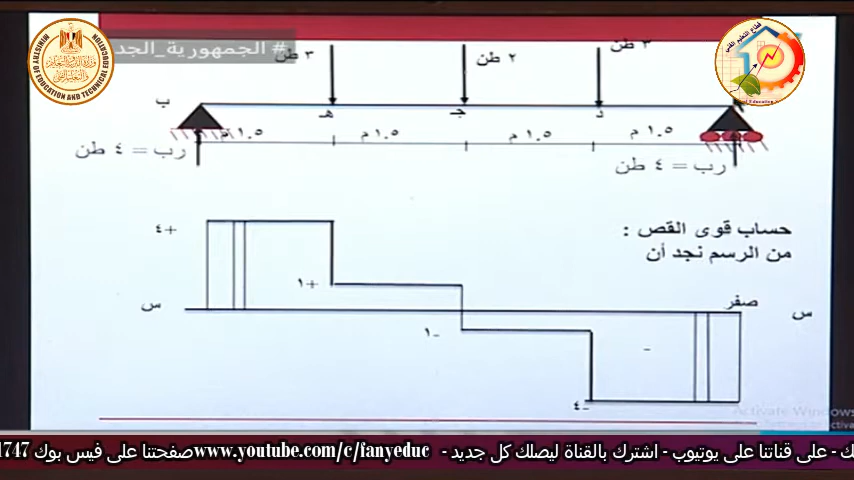 # الجمهورية_الجد
٣ طن
٢ طن
٣ طن
ب
هـ
جـ
د
١.٥ م
١.٥ م
١.٥ م
١.٥ م
رب = ٤ طن
رب = ٤ طن
حساب قوى القص :
من الرسم نجد أن
+٤
+١
صفر
س
س
-١
-
-٤
Activate Windows
ك - على قناتنا على يوتيوب - اشترك بالقناة ليصلك كل جديد - www.youtube.com/c/fanyeduc صفحتنا على فيس بوك 1747